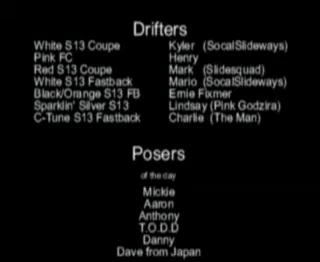 Drifters
White S13 Coupe Kyler (SocalSlideways)
Pink FC Henry
Red S13 Coupe Mark (Slidesquad)
White S13 Fastback Mario (SocalSlideways)
Black/Orange S13 FB Ernie Fixmer
Sparklin' Silver S13 Lindsay (Pink Godzira)
C-Tune S13 Fastback Charlie (The Man)
Posers
of the day
Mickie
Aaron
Anthony
T.O.D.D
Danny
Dave from Japan